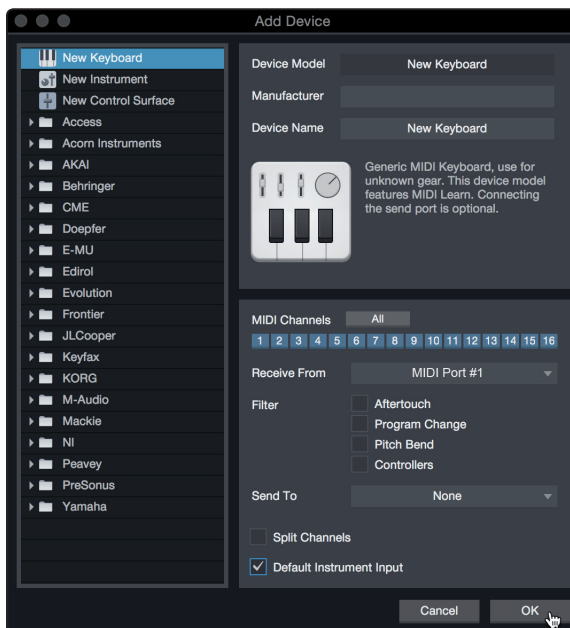 Add Device
New Keyboard
New Instrument
New Control Surface
Access
Acorn Instruments
AKAI
Behringer
CME
Doepfer
E-MU
Edirol
Evolution
Frontier
JLCooper
Keyfax
KORG
M-Audio
Mackie
NI
Peavey
PreSonus
Yamaha
Device Model New Keyboard
Manufacturer
Device Name New Keyboard
Generic MIDI Keyboard, use for
unknown gear. This device model
features MIDI Learn. Connecting
the send port is optional.
MIDI Channels All
1 2 3 4 5 6 7 8 9 10 11 12 13 14 15 16
Receive From MIDI Port #1
Filter Aftertouch
Program Change
Pitch Bend
Controllers
Send To None
Split Channels
Default Instrument Input
Cancel OK